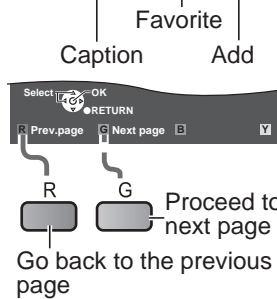 Favorite
Caption Add
Select OK
RETURN
R Prev.page G Next page B Y
R G
Proceed to
next page
Go back to the previous
page